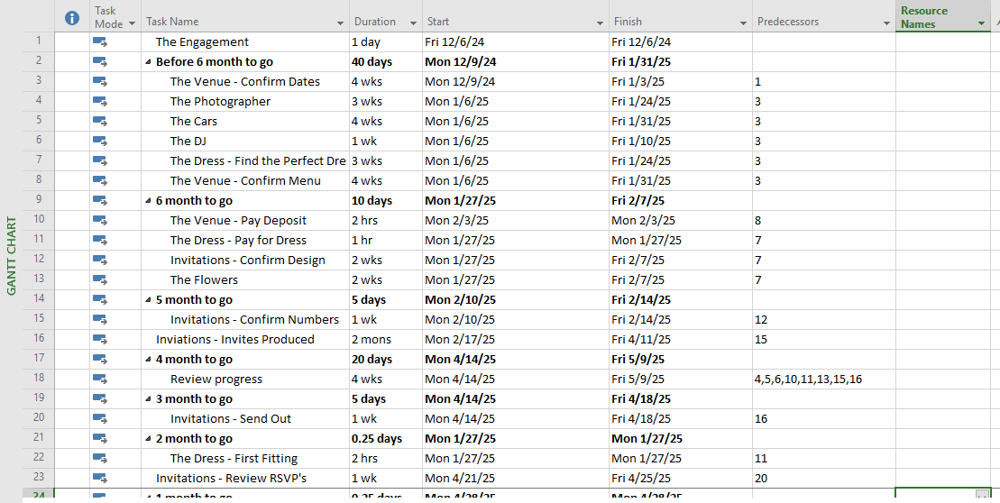 Task Mode Task Name Duration Start Finish Predecessors Resource Names
1 The Engagement 1 day Fri 12/6/24 Fri 12/6/24
2 Before 6 month to go 40 days Mon 12/9/24 Fri 1/31/25
3 The Venue - Confirm Dates 4 wks Mon 12/9/24 Fri 1/3/25 1
4 The Photographer 3 wks Mon 1/6/25 Fri 1/24/25 3
5 The Cars 4 wks Mon 1/6/25 Fri 1/31/25 3
6 The DJ 1 wk Mon 1/6/25 Fri 1/10/25 3
7 The Dress - Find the Perfect Dre 3 wks Mon 1/6/25 Fri 1/24/25 3
8 The Venue - Confirm Menu 4 wks Mon 1/6/25 Fri 1/31/25 3
9 6 month to go 10 days Mon 1/27/25 Fri 2/7/25
10 The Venue - Pay Deposit 2 hrs Mon 2/3/25 Mon 2/3/25 8
11 The Dress - Pay for Dress 1 hr Mon 1/27/25 Mon 1/27/25 7
12 Invitations - Confirm Design 2 wks Mon 1/27/25 Fri 2/7/25 7
13 The Flowers 2 wks Mon 1/27/25 Fri 2/7/25 7
14 5 month to go 5 days Mon 2/10/25 Fri 2/14/25
15 Invitations - Confirm Numbers 1 wk Mon 2/10/25 Fri 2/14/25 12
16 Inviations - Invites Produced 2 mons Mon 2/17/25 Fri 4/11/25 15
17 4 month to go 20 days Mon 4/14/25 Fri 5/9/25
18 Review progress 4 wks Mon 4/14/25 Fri 5/9/25 4,5,6,10,11,13,15,16
19 3 month to go 5 days Mon 4/14/25 Fri 4/18/25
20 Invitations - Send Out 1 wk Mon 4/14/25 Fri 4/18/25 16
21 2 month to go 0.25 days Mon 1/27/25 Mon 1/27/25
22 The Dress - First Fitting 2 hrs Mon 1/27/25 Mon 1/27/25 11
23 Invitations - Review RSVP's 1 wk Mon 4/21/25 Fri 4/25/25 20
24 1 month to go 0.25 days Mon 4/28/25 Mon 4/28/25
GANTT CHART